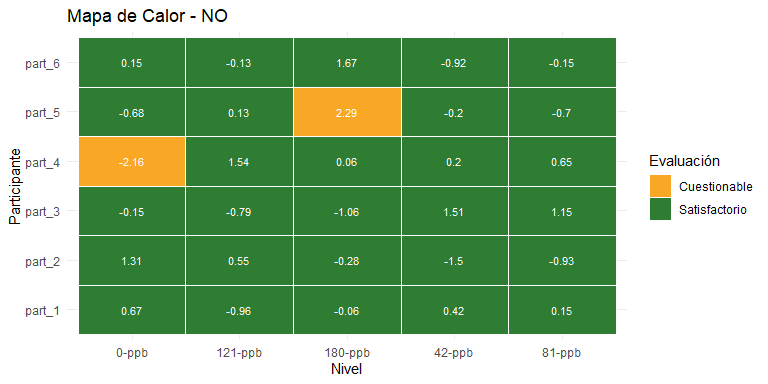 Mapa de Calor - NO
Participante
part_6 0.15 -0.13 1.67 -0.92 -0.15
part_5 -0.68 0.13 2.29 -0.2 -0.7
part_4 -2.16 1.54 0.06 0.2 0.65
part_3 -0.15 -0.79 -1.06 1.51 1.15
part_2 1.31 0.55 -0.28 -1.5 -0.93
part_1 0.67 -0.96 -0.06 0.42 0.15
0-ppb 121-ppb 180-ppb 42-ppb 81-ppb
Nivel
Evaluación
Cuestionable
Satisfactorio